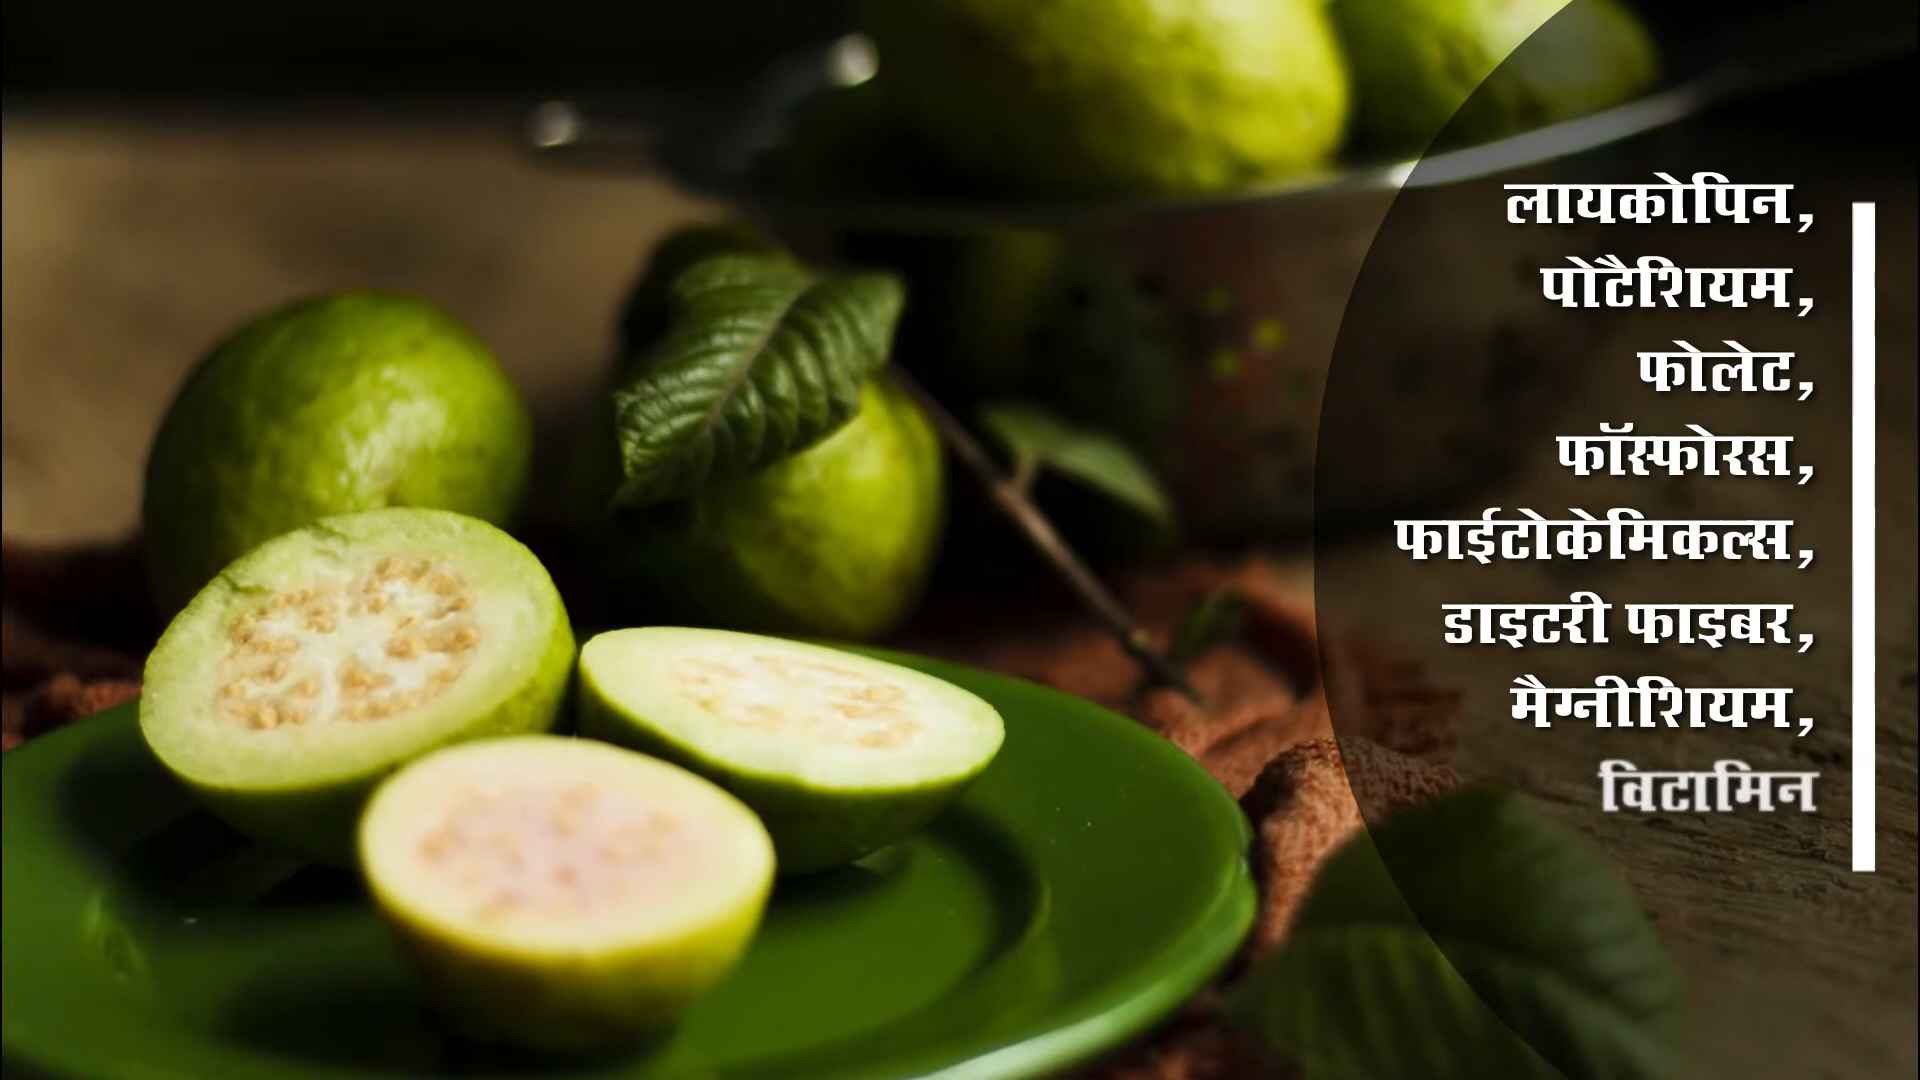 लायकोपिन,
पोटैशियम,
फोलेट,
फॉस्फोरस,
फाईटोकेमिकल्स,
डाइटरी फाइबर,
मैग्नीशियम,
विटामिन